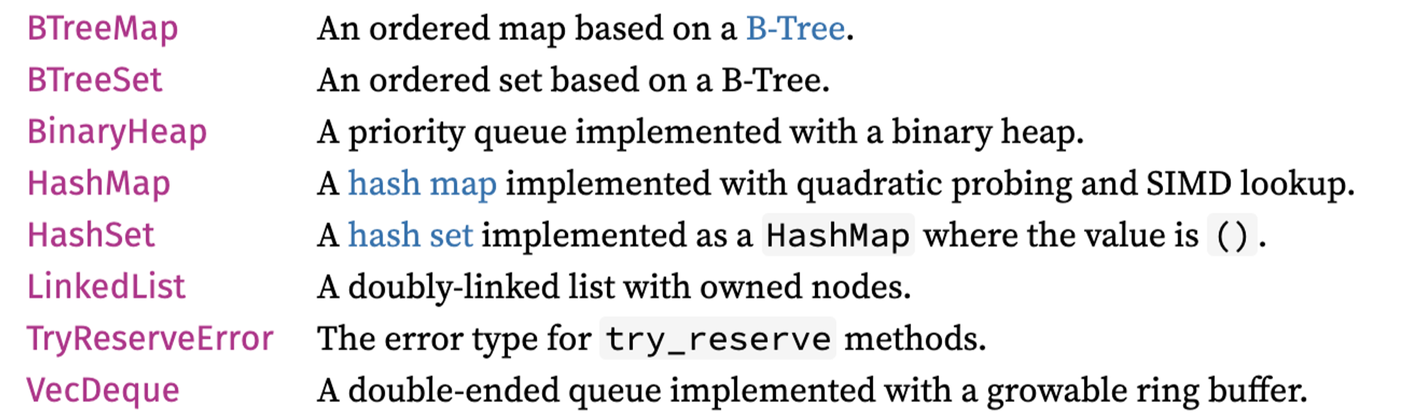 BTreeMap An ordered map based on a B-Tree.
BTreeSet An ordered set based on a B-Tree.
BinaryHeap A priority queue implemented with a binary heap.
HashMap A hash map implemented with quadratic probing and SIMD lookup.
HashSet A hash set implemented as a HashMap where the value is ().
LinkedList A doubly-linked list with owned nodes.
TryReserveError The error type for try_reserve methods.
VecDeque A double-ended queue implemented with a growable ring buffer.